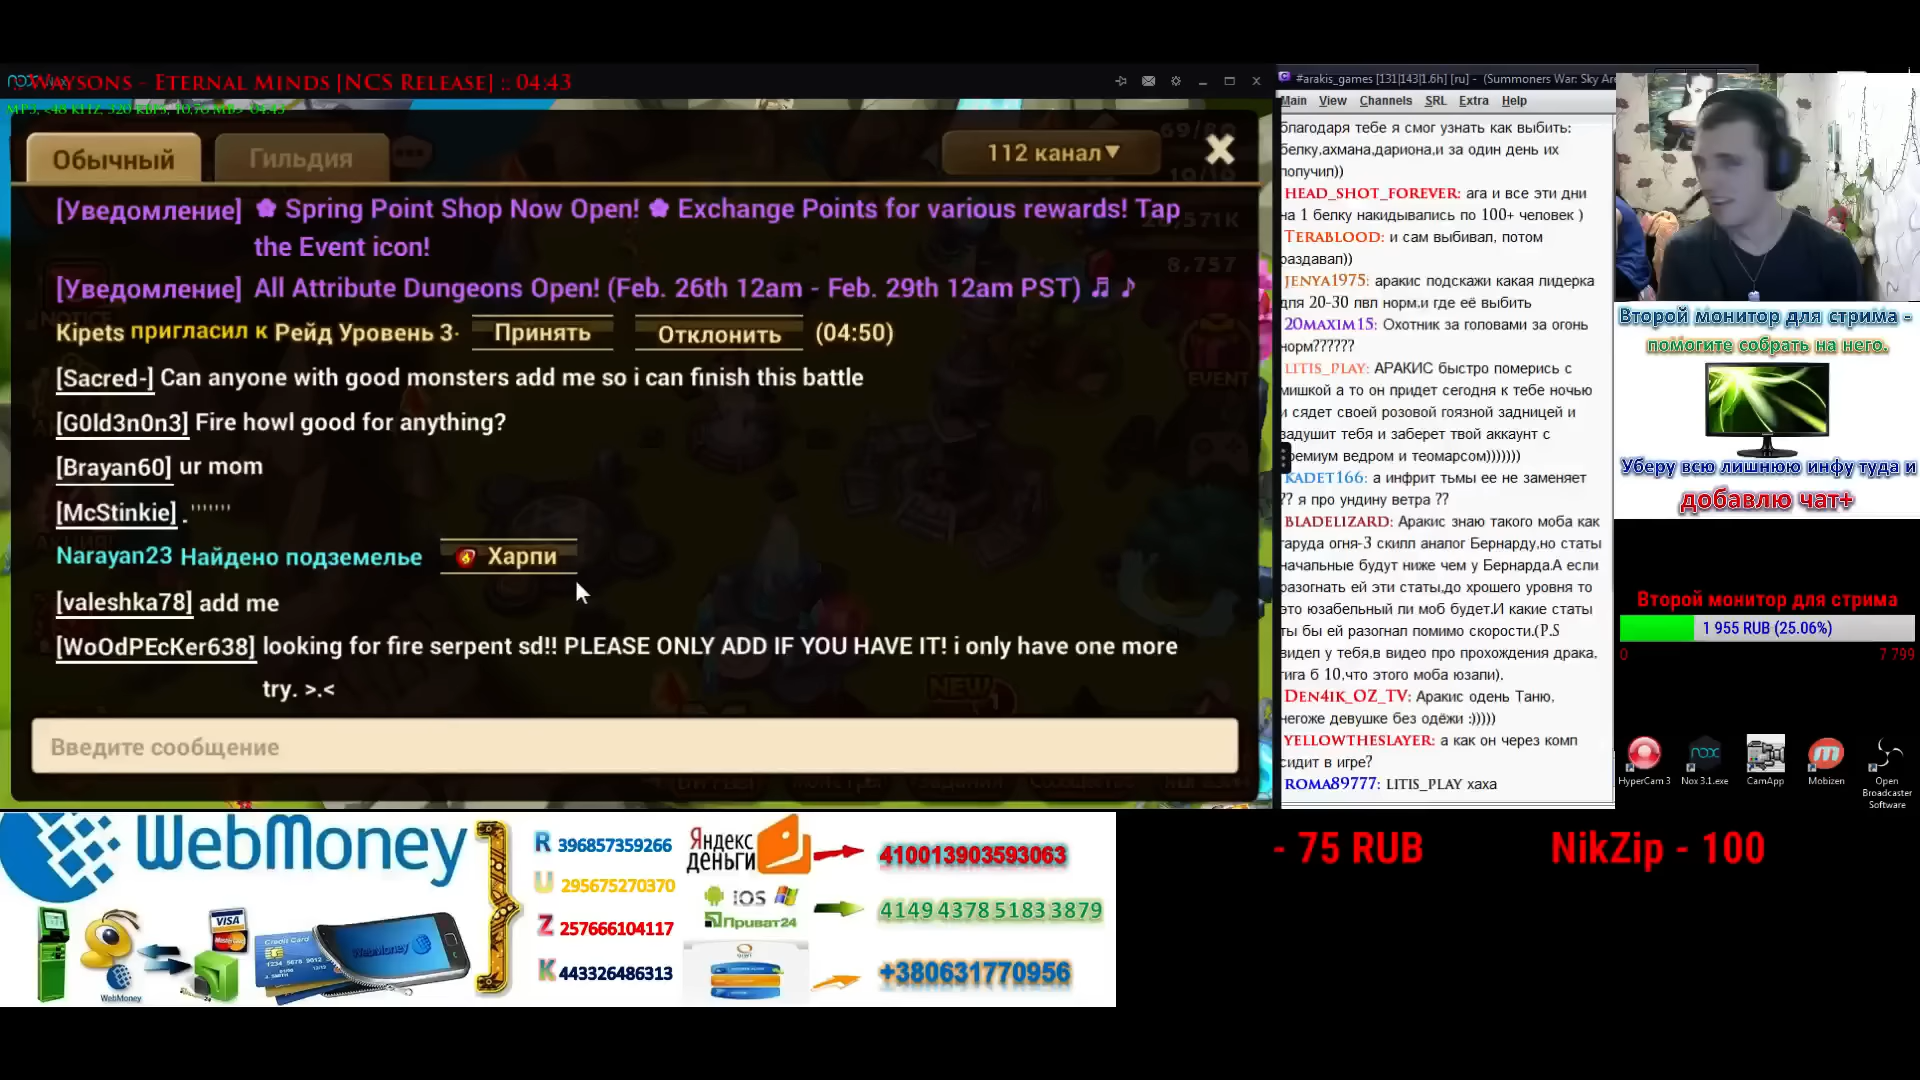 WAYSONS - ETERNAL MINDS [NCS RELEASE] :. 04:43
#arakis_games [131|143|1.6h] [ru] - (Summoners War: Sky Are
Main View Channels SRL Extra Help
Обычный
Гильдия
112 канал▼
[Уведомление] Spring Point Shop Now Open! Exchange Points for various rewards! Tap
the Event icon!
[Уведомление] All Attribute Dungeons Open! (Feb. 26th 12am - Feb. 29th 12am PST) ♬ ♪
Kipets пригласил к Рейд Уровень 3· Принять Отклонить (04:50)
[Sacred-] Can anyone with good monsters add me so i can finish this battle
[G0ld3n0n3] Fire howl good for anything?
[Brayan60] ur mom
[McStinkie] .'''''''
Narayan23 Найдено подземелье Харпи
[valeshka78] add me
[WoOdPEcKer638] looking for fire serpent sd!! PLEASE ONLY ADD IF YOU HAVE IT! i only have one more
try. >.<
Введите сообщение
8,757
EVENT
NEW
благодаря тебе я смог узнать как выбить:
белку,ахмана,дариона,и за один день их
получил))
HEAD_SHOT_FOREVER: ага и все эти дни
на 1 белку накидывались по 100+ человек )
TERABLOOD: и сам выбивал, потом
раздавал))
JENYA1975: аракис подскажи какая лидерка
для 20-30 пвп норм.и где её выбить
20MAXIM15: Охотник за головами за огонь
норм??????
LITIS_PLAY: АРАКИС быстро померись с
мишкой а то он придет сегодня к тебе ночью
и сядет своей розовой гоязной задницей и
задушит тебя и заберет твой аккаунт с
премиум ведром и теомарсом)))))))
KADET166: а инфрит тьмы ее не заменяет
?? я про ундину ветра ??
BLADELIZARD: Аракис знаю такого моба как
гаруда огня-3 скилл аналог Бернарду,но статы
начальные будут ниже чем у Бернарда.А если
разогнать ей эти статы,до хрошего уровня то
это юзабельный ли моб будет.И какие статы
ты бы ей разогнал помимо скорости.(P.S
видел у тебя,в видео про прохождения драка,
гига б 10,что этого моба юзали).
DEN4IK_OZ_TV: Аракис одень Таню,
негоже девушке без одёжи :)))))
YELLOWTHESLAYER: а как он через комп
сидит в игре?
ROMA89777: LITIS_PLAY хаха
Второй монитор для стрима -
помогите собрать на него.
Уберу всю лишнюю инфу туда и
добавлю чат+
Второй монитор для стрима
1 955 RUB (25.06%)
0 7 799
HyperCam 3 Nox 3.1.exe CamApp Mobizen Open Broadcaster Software
WebMoney
R 396857359266
U 295675270370
Z 257666104117
K 443326486313
VISA
WebMoney
Яндекс деньги
410013903593063
iOS
Приват24
4149 4378 5183 3879
+380631770956
- 75 RUB NikZip - 100